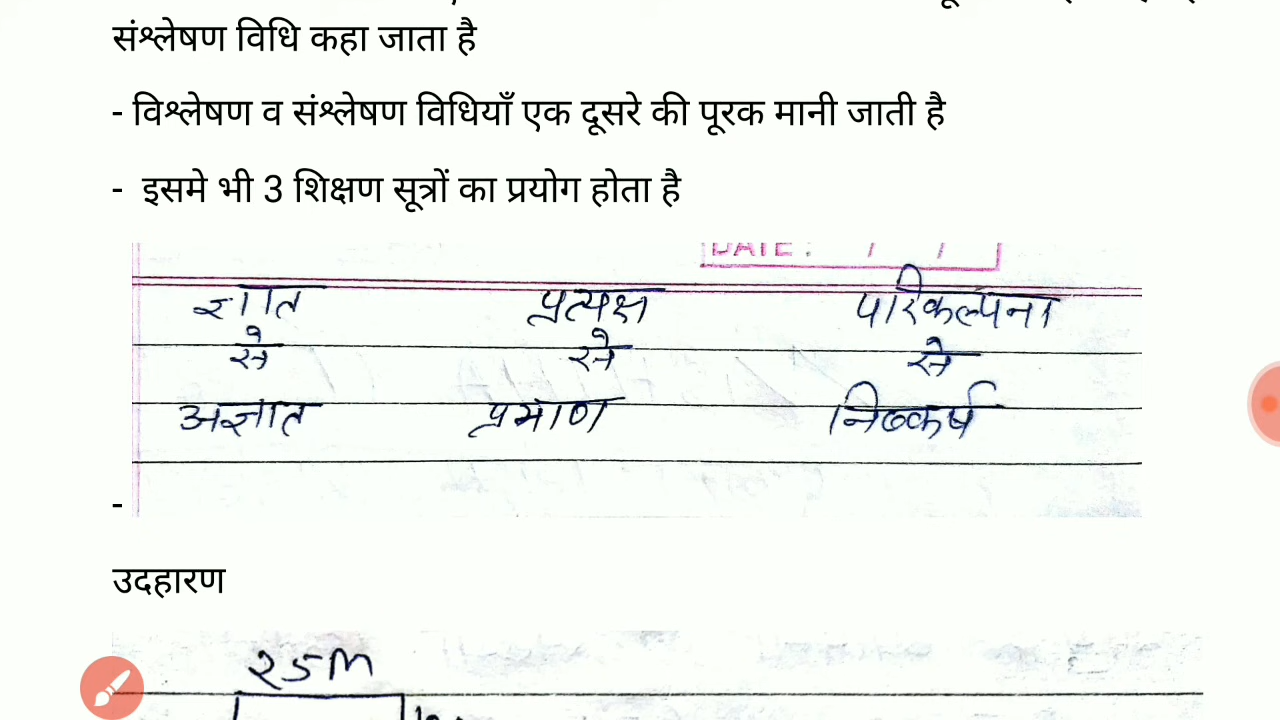 संश्लेषण विधि कहा जाता है
- विश्लेषण व संश्लेषण विधियाँ एक दूसरे की पूरक मानी जाती है
- इसमे भी 3 शिक्षण सूत्रों का प्रयोग होता है
DATE: / /
ज्ञात प्रत्यक्ष परिकल्पना
से से से
अज्ञात प्रमाण निष्कर्ष
-
उदहारण
25m